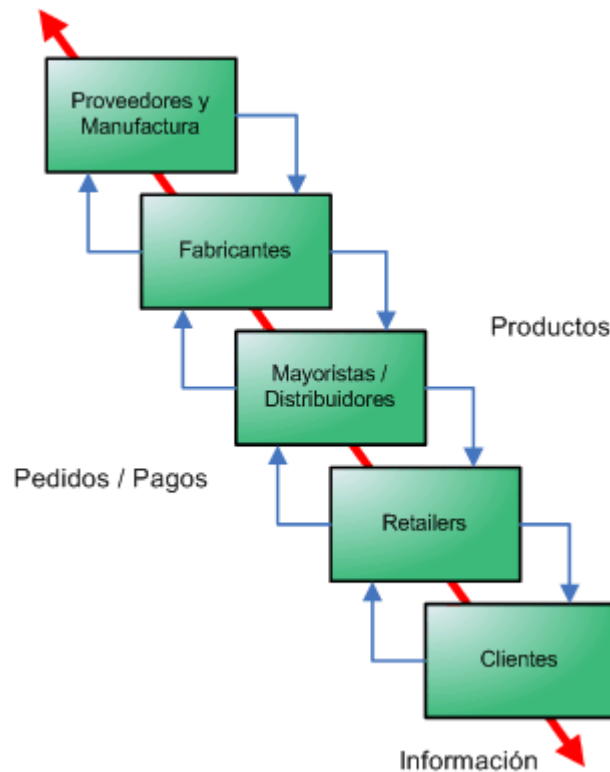 Proveedores y
Manufactura
Fabricantes
Productos
Mayoristas /
Distribuidores
Pedidos / Pagos
Retailers
Clientes
Información